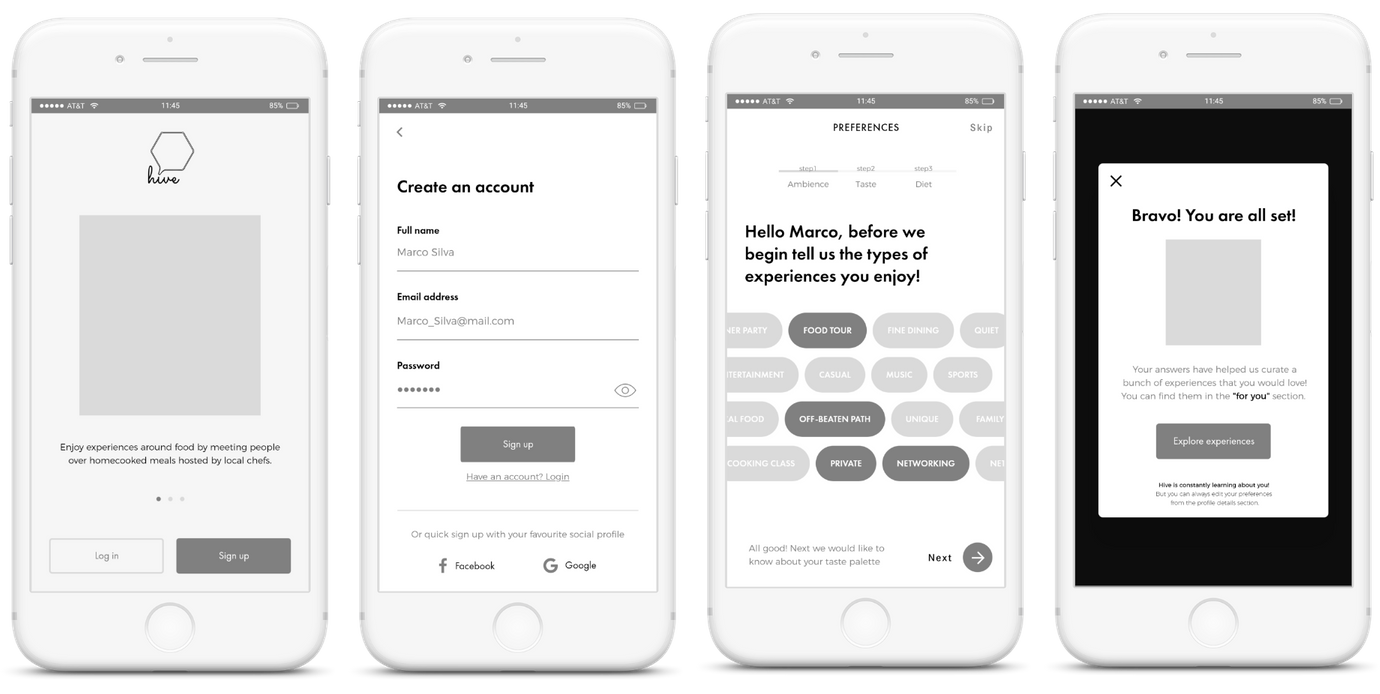 AT&T 11:45 85%
hive
Enjoy experiences around food by meeting people
over homecooked meals hosted by local chefs.
Log in
Sign up
AT&T 11:45 85%
Create an account
Full name
Marco Silva
Email address
Marco_Silva@mail.com
Password
Sign up
Have an account? Login
Or quick sign up with your favourite social profile
Facebook
Google
AT&T 11:45 85%
PREFERENCES
Skip
step1 step2 step3
Ambience Taste Diet
Hello Marco, before we
begin tell us the types of
experiences you enjoy!
NER PARTY FOOD TOUR FINE DINING QUIET
TERTAINMENT CASUAL MUSIC SPORTS
AL FOOD OFF-BEATEN PATH UNIQUE FAMILY
COOKING CLASS PRIVATE NETWORKING NET
All good! Next we would like to
know about your taste palette
Next
AT&T 11:45 85%
Bravo! You are all set!
Your answers have helped us curate a
bunch of experiences that you would love!
You can find them in the "for you" section.
Explore experiences
Hive is constantly learning about you!
But you can always edit your preferences
from the profile details section.